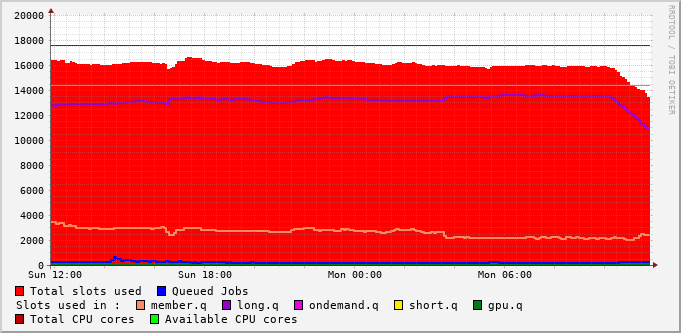 20000
18000
16000
14000
12000
10000
8000
6000
4000
2000
0
Sun 12:00 Sun 18:00 Mon 00:00 Mon 06:00
Total slots used Queued Jobs
Slots used in : member.q long.q ondemand.q short.q gpu.q
Total CPU cores Available CPU cores
RRDTOOL / TOBI OETIKER